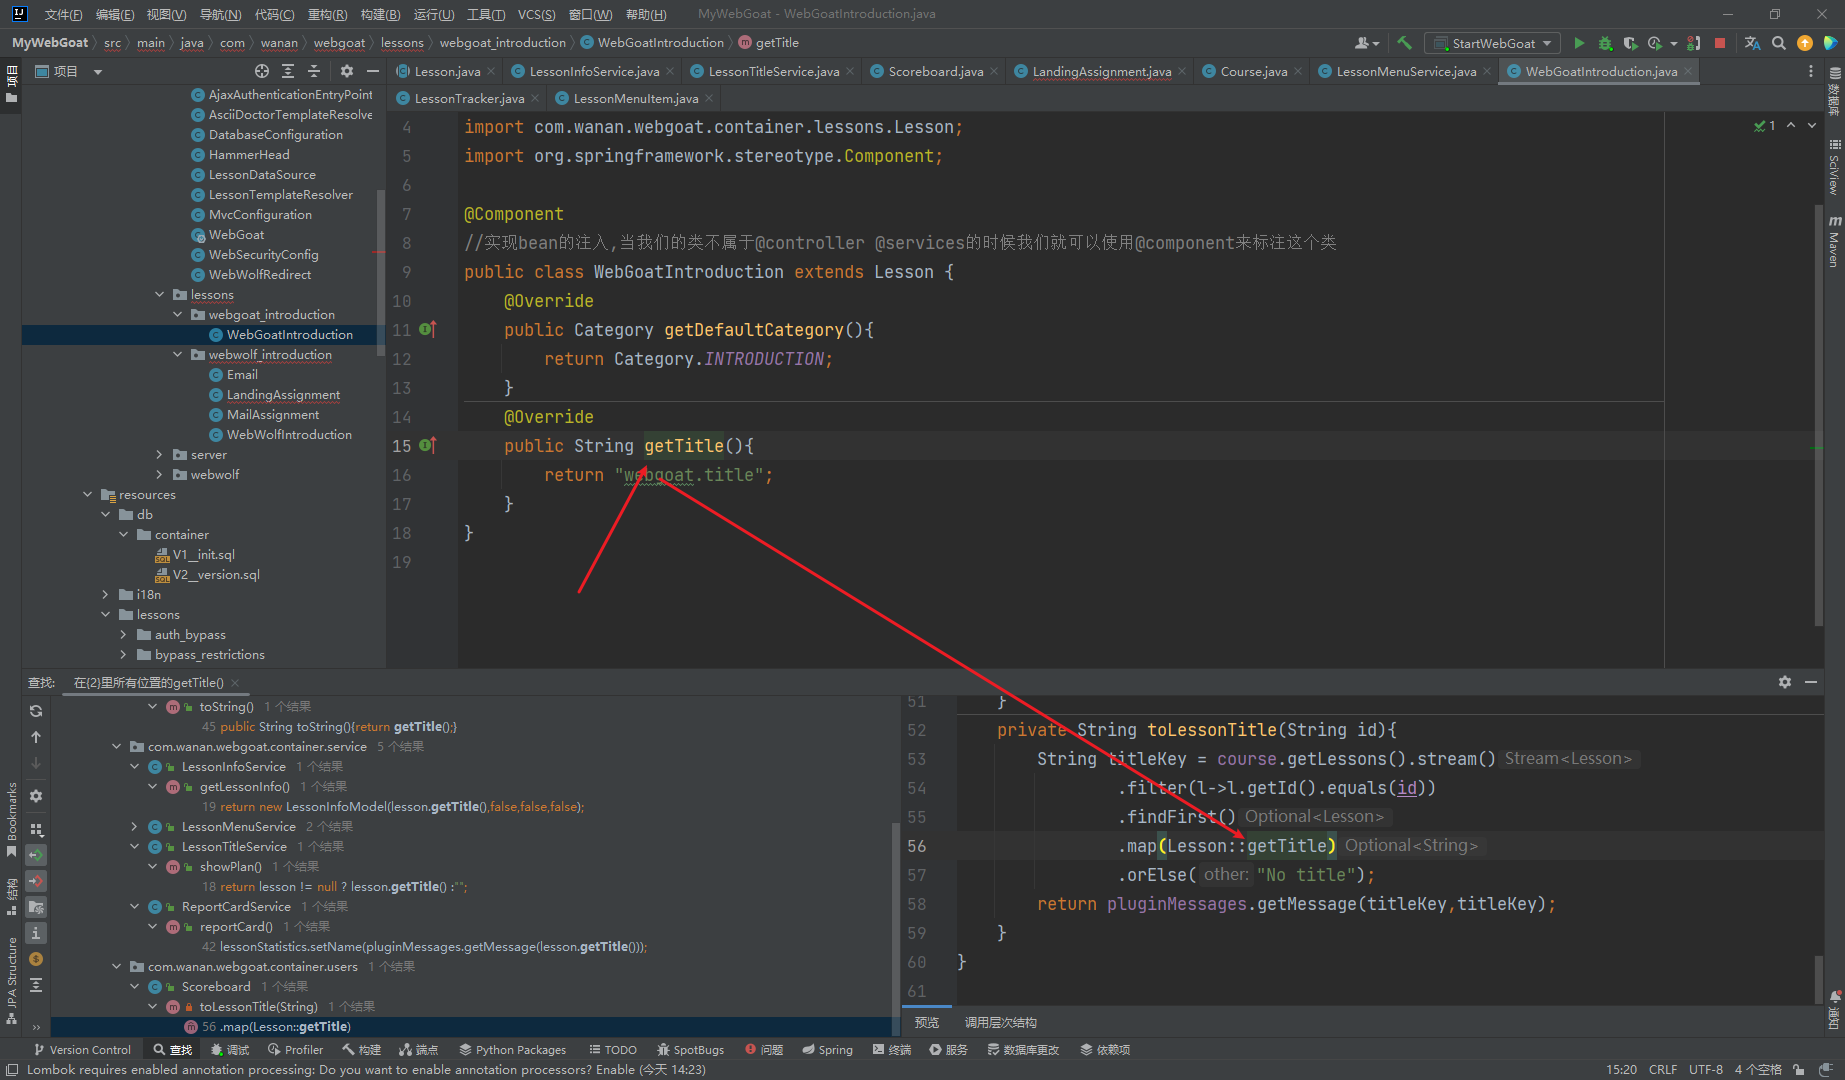 文件(F) 编辑(E) 视图(V) 导航(N) 代码(C) 重构(R) 构建(B) 运行(U) 工具(T) VCS(S) 窗口(W) 帮助(H) MyWebGoat - WebGoatIntroduction.java
MyWebGoat src main java com wanan webgoat lessons webgoat_introduction WebGoatIntroduction getTitle StartWebGoat
项目
Lesson.java LessonInfoService.java LessonTitleService.java Scoreboard.java LandingAssignment.java Course.java LessonMenuService.java WebGoatIntroduction.java
LessonTracker.java LessonMenuItem.java
项目
AjaxAuthenticationEntryPoint
AsciiDoctorTemplateResolve
DatabaseConfiguration
HammerHead
LessonDataSource
LessonTemplateResolver
MvcConfiguration
WebGoat
WebSecurityConfig
WebWolfRedirect
lessons
webgoat_introduction
WebGoatIntroduction
webwolf_introduction
Email
LandingAssignment
MailAssignment
WebWolfIntroduction
server
webwolf
resources
db
container
V1__init.sql
V2__version.sql
i18n
lessons
auth_bypass
bypass_restrictions
4 import com.wanan.webgoat.container.lessons.Lesson;
5 import org.springframework.stereotype.Component;
6
7 @Component
8 //实现bean的注入,当我们的类不属于@controller @services的时候我们就可以使用@component来标注这个类
9 public class WebGoatIntroduction extends Lesson {
10 @Override
11 public Category getDefaultCategory(){
12 return Category.INTRODUCTION;
13 }
14 @Override
15 public String getTitle(){
16 return "webgoat.title";
17 }
18 }
19
1
数据库
SciView
Maven
查找: 在{2}里所有位置的getTitle()
toString() 1 个结果
45 public String toString(){return getTitle();}
com.wanan.webgoat.container.service 5 个结果
LessonInfoService 1 个结果
getLessonInfo() 1 个结果
19 return new LessonInfoModel(lesson.getTitle(),false,false,false);
LessonMenuService 2 个结果
LessonTitleService 1 个结果
showPlan() 1 个结果
18 return lesson != null ? lesson.getTitle() :"";
ReportCardService 1 个结果
reportCard() 1 个结果
42 lessonStatistics.setName(pluginMessages.getMessage(lesson.getTitle()));
com.wanan.webgoat.container.users 1 个结果
Scoreboard 1 个结果
toLessonTitle(String) 1 个结果
56 .map(Lesson::getTitle)
51 }
52 private String toLessonTitle(String id){
53 String titleKey = course.getLessons().stream() Stream<Lesson>
54 .filter(l->l.getId().equals(id))
55 .findFirst() Optional<Lesson>
56 .map(Lesson::getTitle) Optional<String>
57 .orElse( other: "No title");
58 return pluginMessages.getMessage(titleKey,titleKey);
59 }
60 }
61
预览 调用层次结构
Bookmarks
结构
JPA Structure
通知
Version Control 查找 调试 Profiler 构建 端点 Python Packages TODO SpotBugs 问题 Spring 终端 服务 数据库更改 依赖项
Lombok requires enabled annotation processing: Do you want to enable annotation processors? Enable (今天 14:23) 15:20 CRLF UTF-8 4 个空格